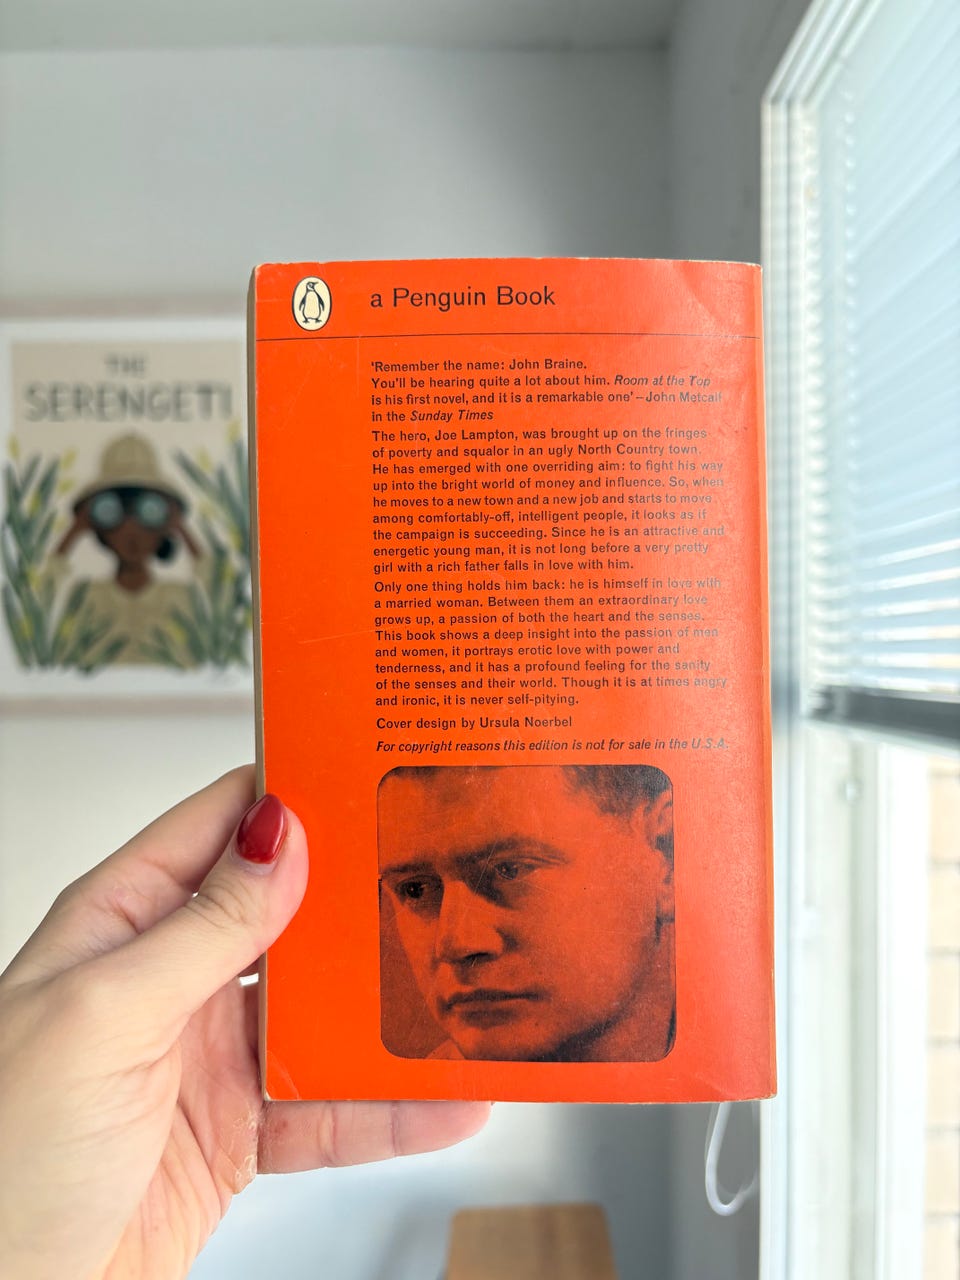 THE
SERENGETI
a Penguin Book
'Remember the name: John Braine.
You'll be hearing quite a lot about him. Room at the Top
is his first novel, and it is a remarkable one' – John Metcalf
in the Sunday Times
The hero, Joe Lampton, was brought up on the fringes
of poverty and squalor in an ugly North Country town.
He has emerged with one overriding aim: to fight his way
up into the bright world of money and influence. So, when
he moves to a new town and a new job and starts to move
among comfortably-off, intelligent people, it looks as if
the campaign is succeeding. Since he is an attractive and
energetic young man, it is not long before a very pretty
girl with a rich father falls in love with him.
Only one thing holds him back: he is himself in love with
a married woman. Between them an extraordinary love
grows up, a passion of both the heart and the senses.
This book shows a deep insight into the passion of men
and women, it portrays erotic love with power and
tenderness, and it has a profound feeling for the sanity
of the senses and their world. Though it is at times angry
and ironic, it is never self-pitying.
Cover design by Ursula Noerbel
For copyright reasons this edition is not for sale in the U.S.A.